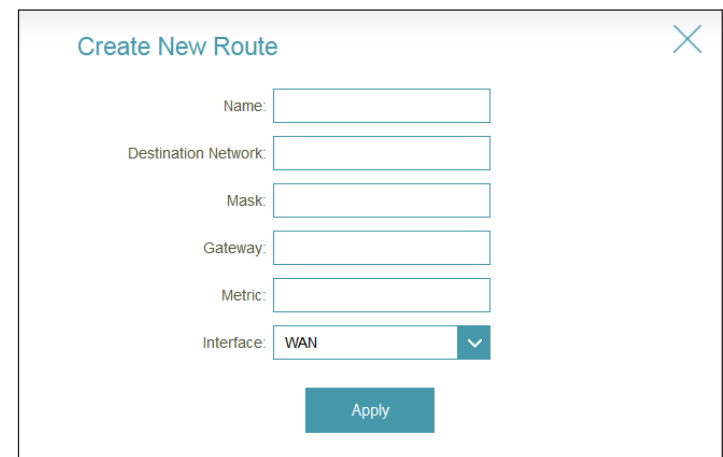 Create New Route
Name:
Destination Network:
Mask:
Gateway:
Metric:
Interface: WAN
Apply